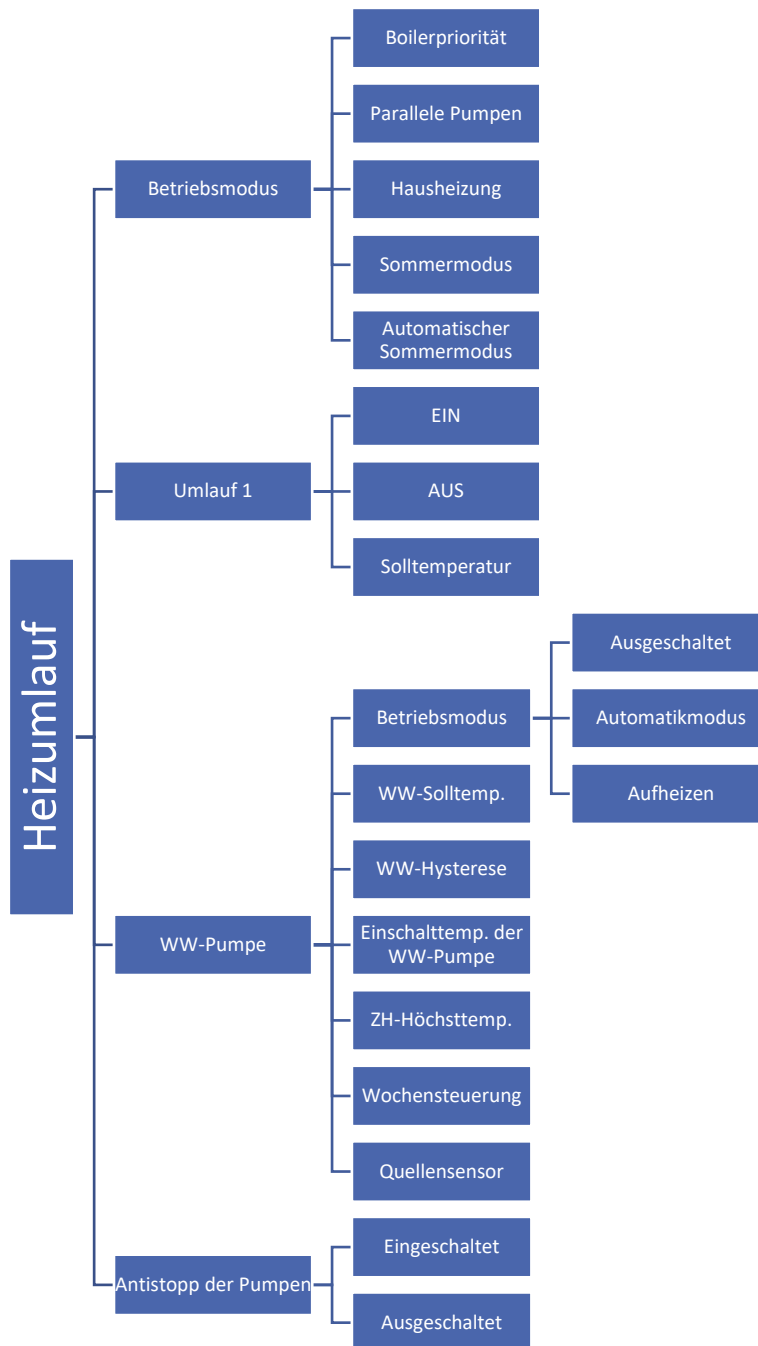 Heizumlauf
Betriebsmodus
Boilerpriorität
Parallele Pumpen
Hausheizung
Sommermodus
Automatischer
Sommermodus
Umlauf 1
EIN
AUS
Solltemperatur
WW-Pumpe
Betriebsmodus
Ausgeschaltet
Automatikmodus
Aufheizen
WW-Solltemp.
WW-Hysterese
Einschalttemp. der
WW-Pumpe
ZH-Höchsttemp.
Wochensteuerung
Quellensensor
Antistopp der Pumpen
Eingeschaltet
Ausgeschaltet